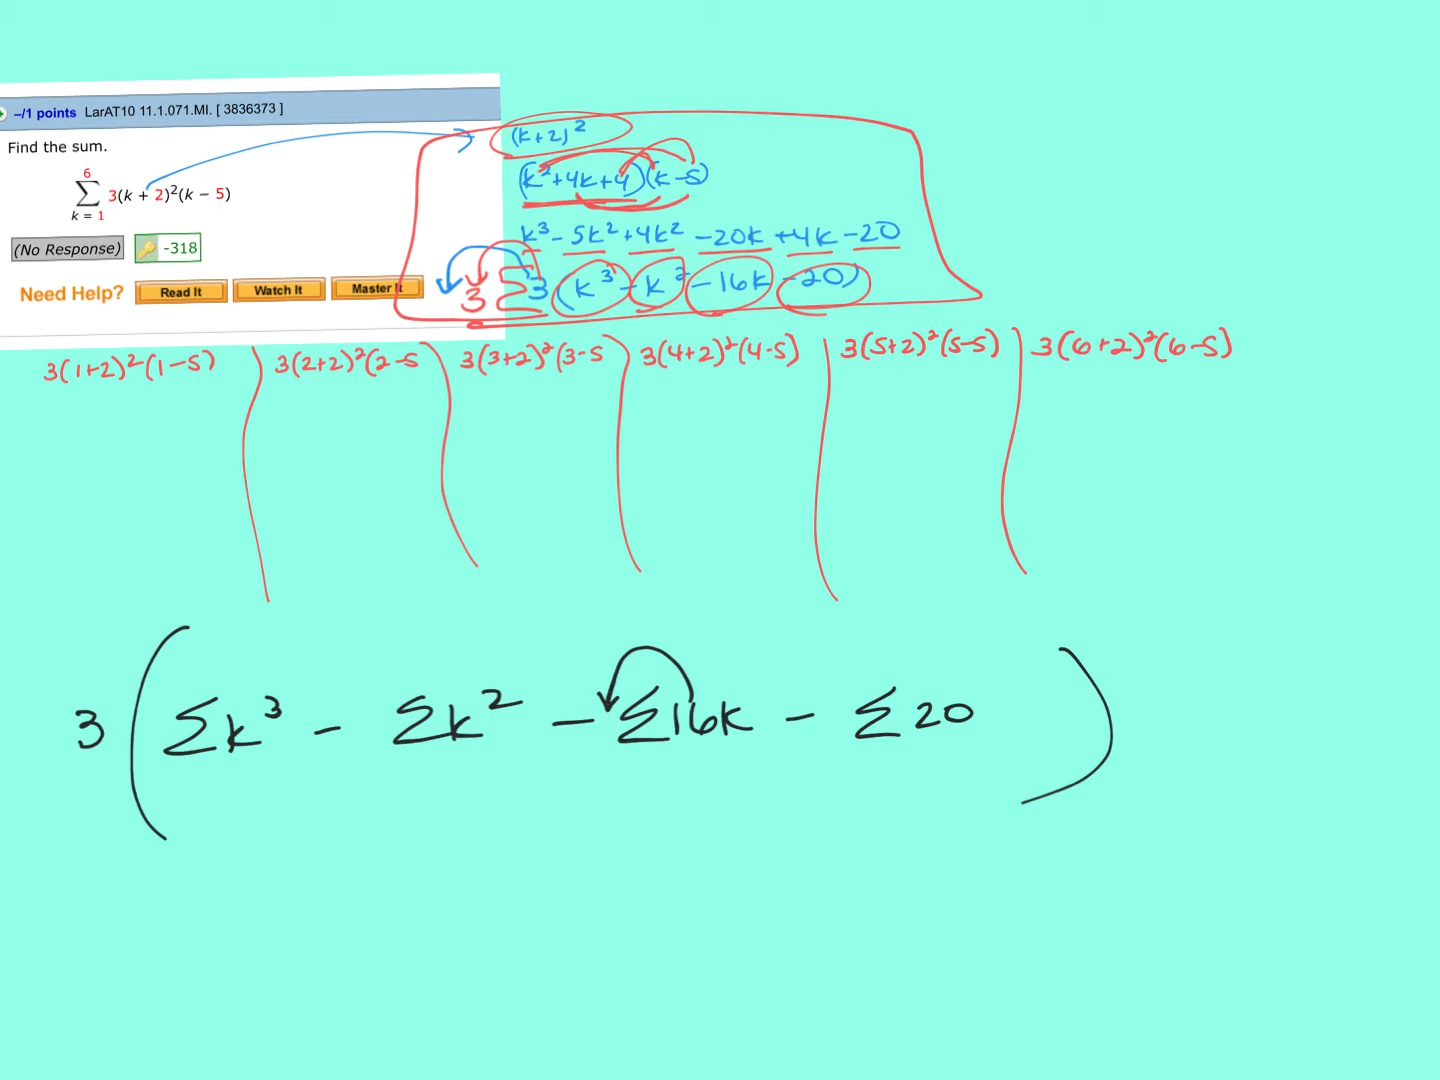 –/1 points LarAT10 11.1.071.MI. [ 3836373 ]
Find the sum.
6
∑ 3(k + 2)²(k − 5)
k = 1
(No Response) -318
Need Help? Read It Watch It Master It
(k+2)²
(k²+4k+4)(k-5)
k³ - 5k² + 4k² - 20k + 4k - 20
3 ∑ 3 (k³ - k² - 16k - 20)
3(1+2)²(1-5) 3(2+2)²(2-5 3(3+2)²(3-5 3(4+2)²(4-5) 3(5+2)²(5-5) 3(6+2)²(6-5)
3 ( ∑k³ - ∑k² - ∑16k - ∑20 )